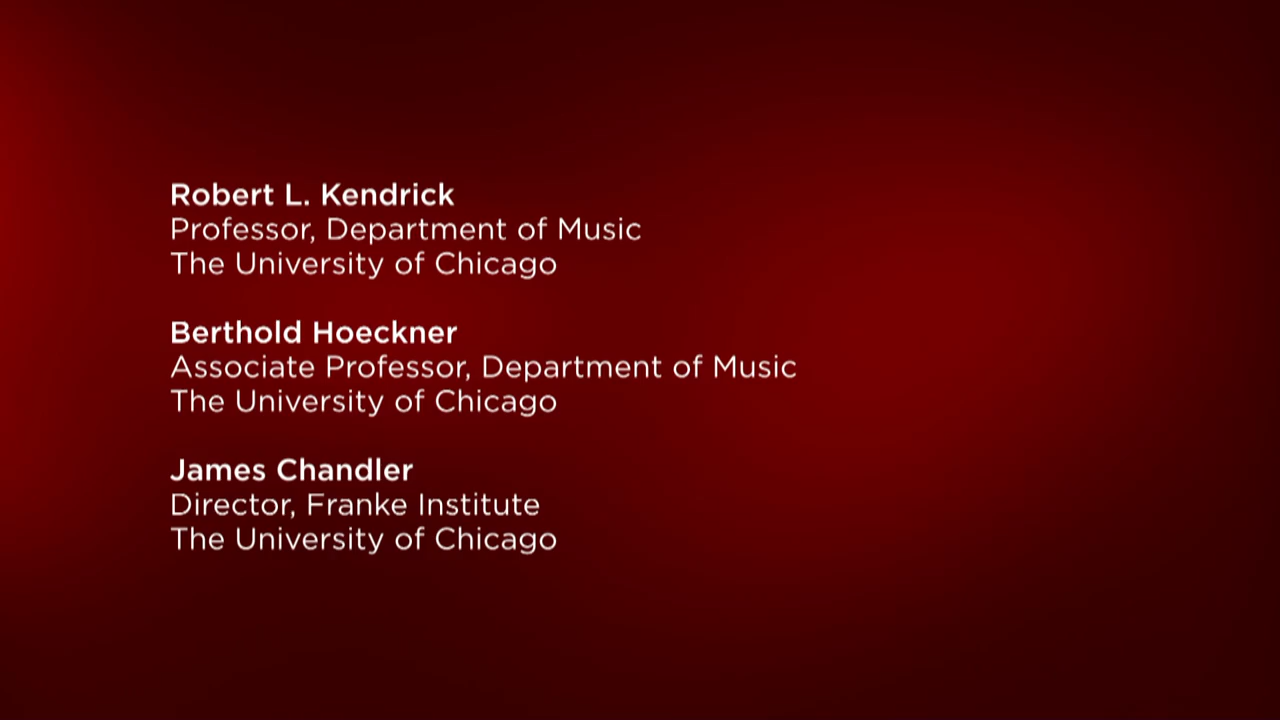 Robert L. Kendrick
Professor, Department of Music
The University of Chicago
Berthold Hoeckner
Associate Professor, Department of Music
The University of Chicago
James Chandler
Director, Franke Institute
The University of Chicago